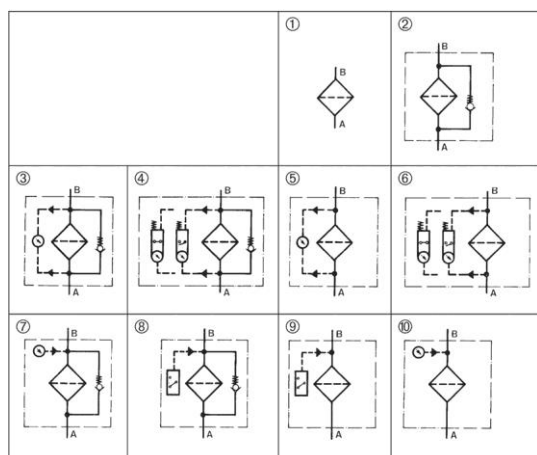 ① ②
B B
A A
③ ④ ⑤ ⑥
B B B B
A A A A
⑦ ⑧ ⑨ ⑩
B B B B
A A A A